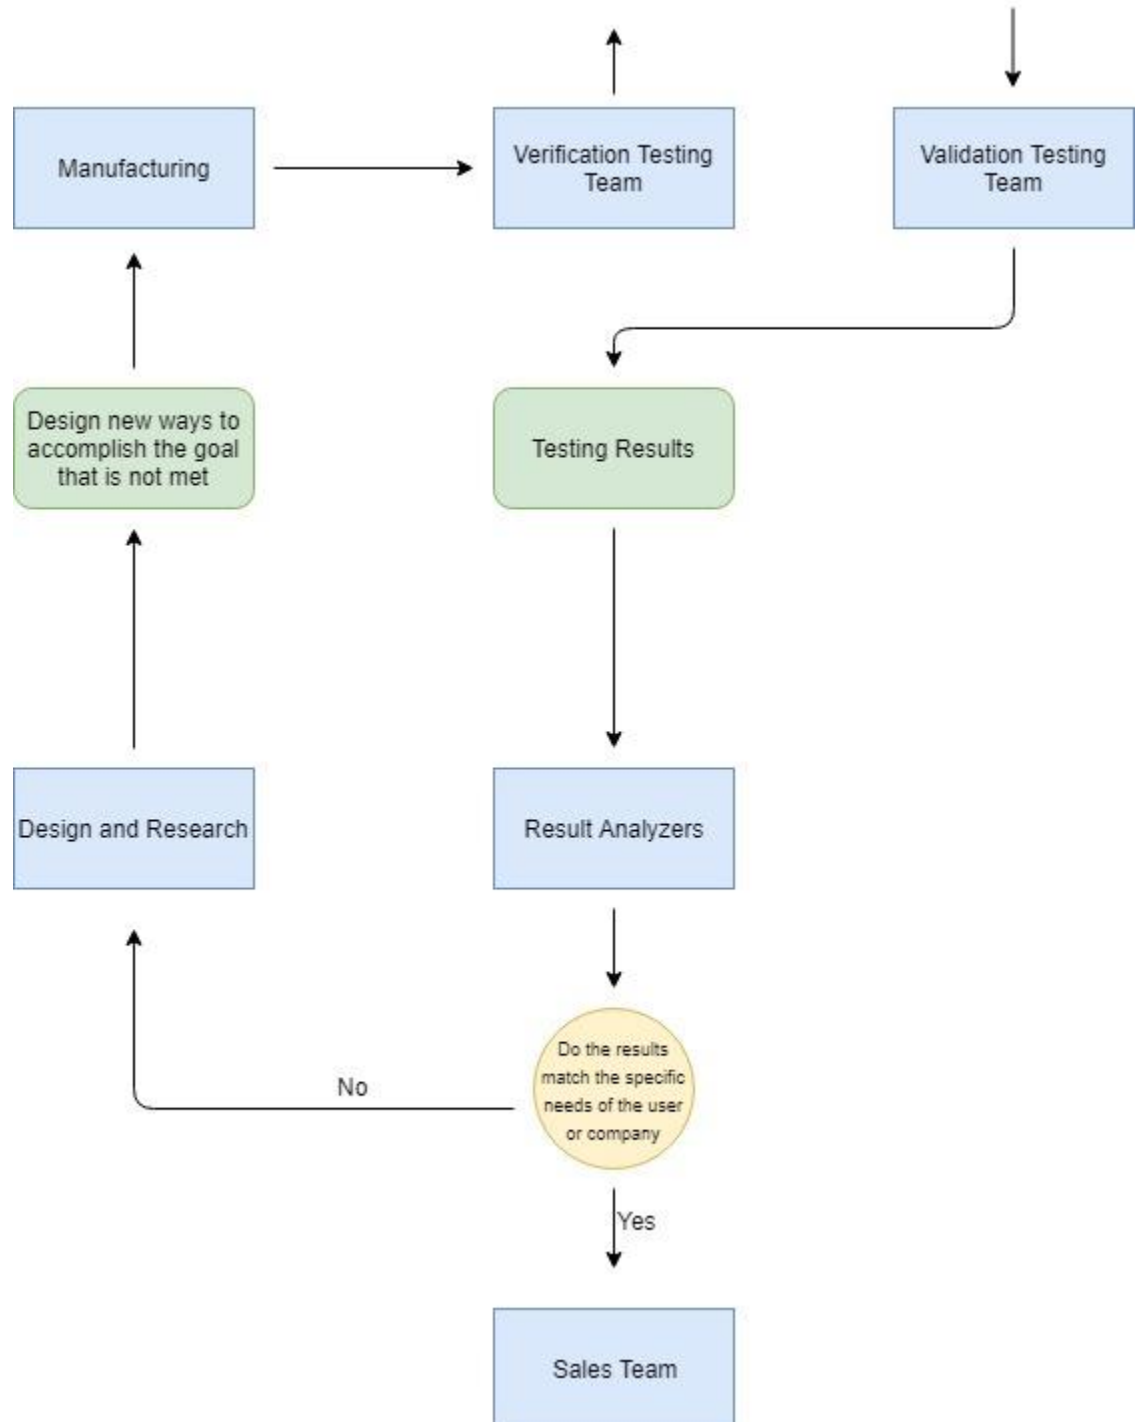 Manufacturing
Verification Testing
Team
Validation Testing
Team
Design new ways to
accomplish the goal
that is not met
Testing Results
Design and Research
Result Analyzers
Do the results
match the specific
needs of the user
or company
No
Yes
Sales Team